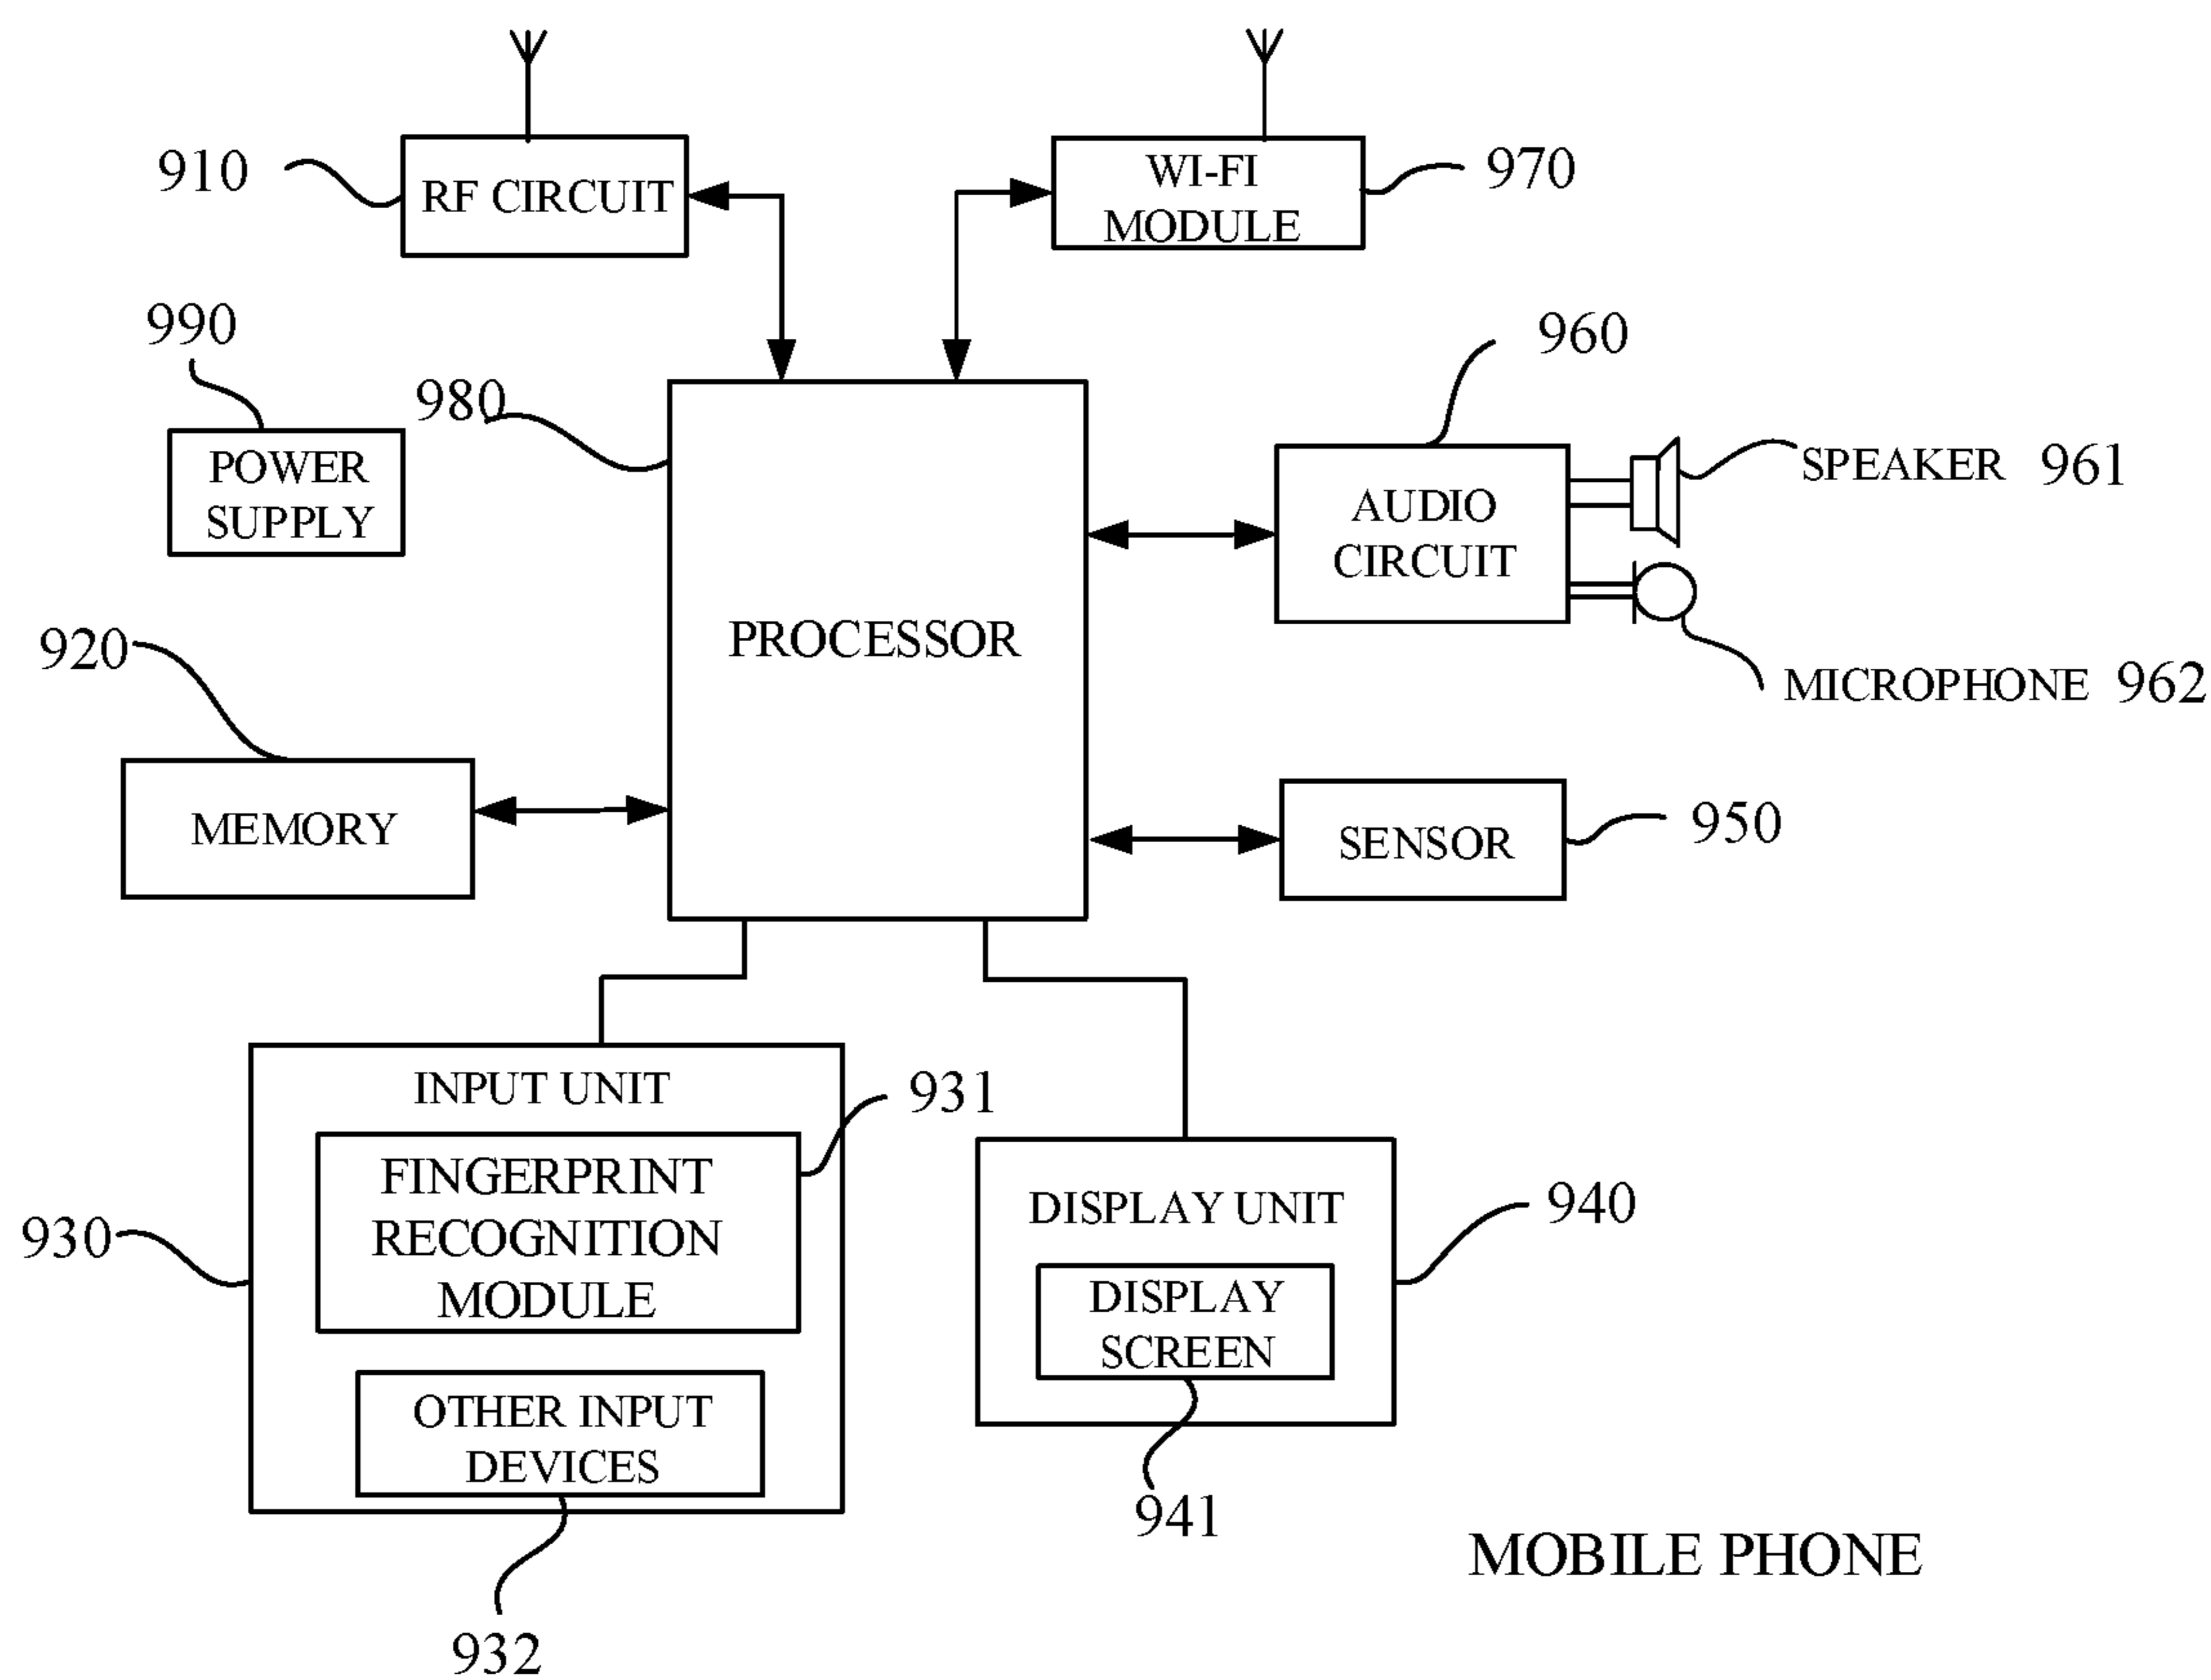 910
RF CIRCUIT
WI-FI
MODULE
970
990
POWER
SUPPLY
980
960
AUDIO
CIRCUIT
SPEAKER 961
PROCESSOR
MICROPHONE 962
920
MEMORY
SENSOR
950
INPUT UNIT
931
FINGERPRINT
RECOGNITION
MODULE
930
OTHER INPUT
DEVICES
932
DISPLAY UNIT
940
DISPLAY
SCREEN
941
MOBILE PHONE